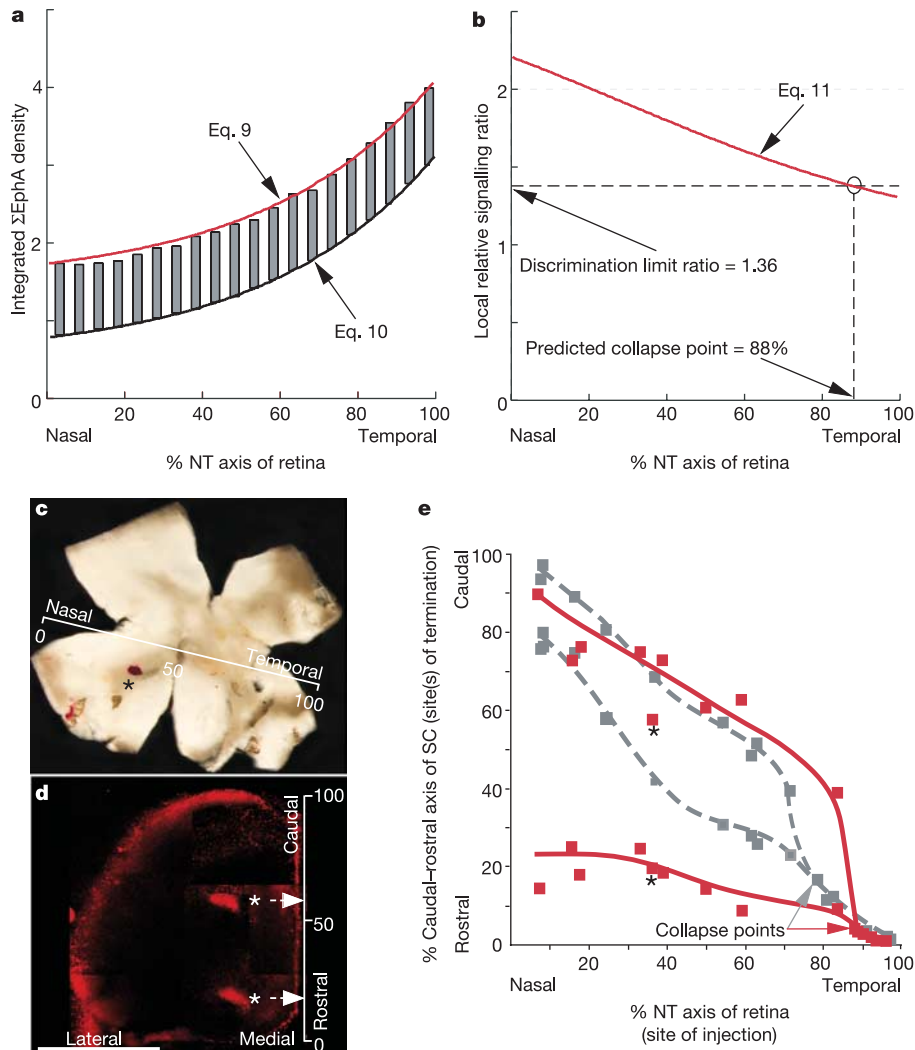 a
Integrated ΣEphA density
4
2
0
Eq. 9
Eq. 10
20
40
60
80
100
Nasal
Temporal
% NT axis of retina
b
Local relative signalling ratio
2
1
0
Eq. 11
Discrimination limit ratio = 1.36
Predicted collapse point = 88%
20
40
60
80
100
Nasal
Temporal
% NT axis of retina
c
Nasal
0
50
Temporal
100
*
d
100
Caudal
50
Rostral
0
*
*
Lateral
Medial
e
% Caudal–rostral axis of SC (site(s) of termination)
Caudal
Rostral
100
80
60
40
20
0
*
*
Collapse points
20
40
60
80
100
Nasal
Temporal
% NT axis of retina
(site of injection)